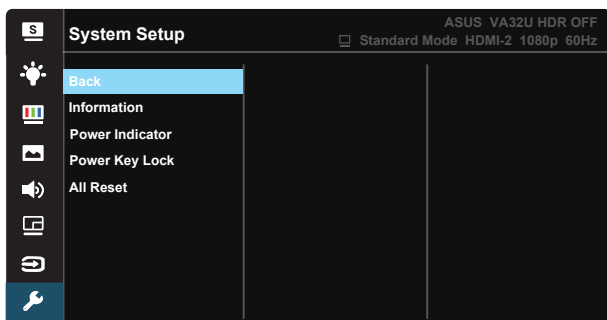 S
System Setup
ASUS VA32U HDR OFF
Standard Mode HDMI-2 1080p 60Hz
Back
Information
Power Indicator
Power Key Lock
All Reset